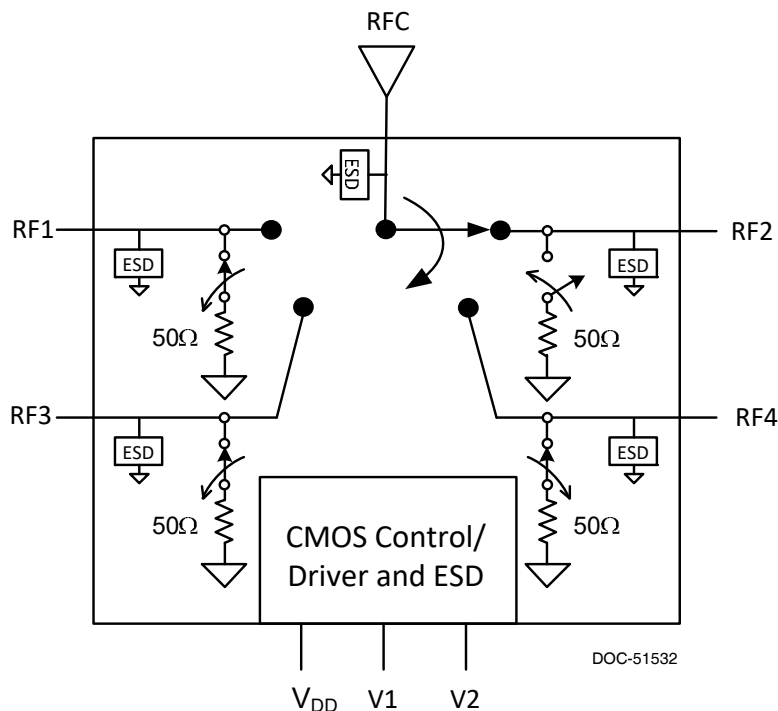 RFC
ESD
RF1
RF2
ESD
ESD
50Ω
50Ω
RF3
RF4
ESD
ESD
50Ω
50Ω
CMOS Control/
Driver and ESD
DOC-51532
VDD
V1
V2